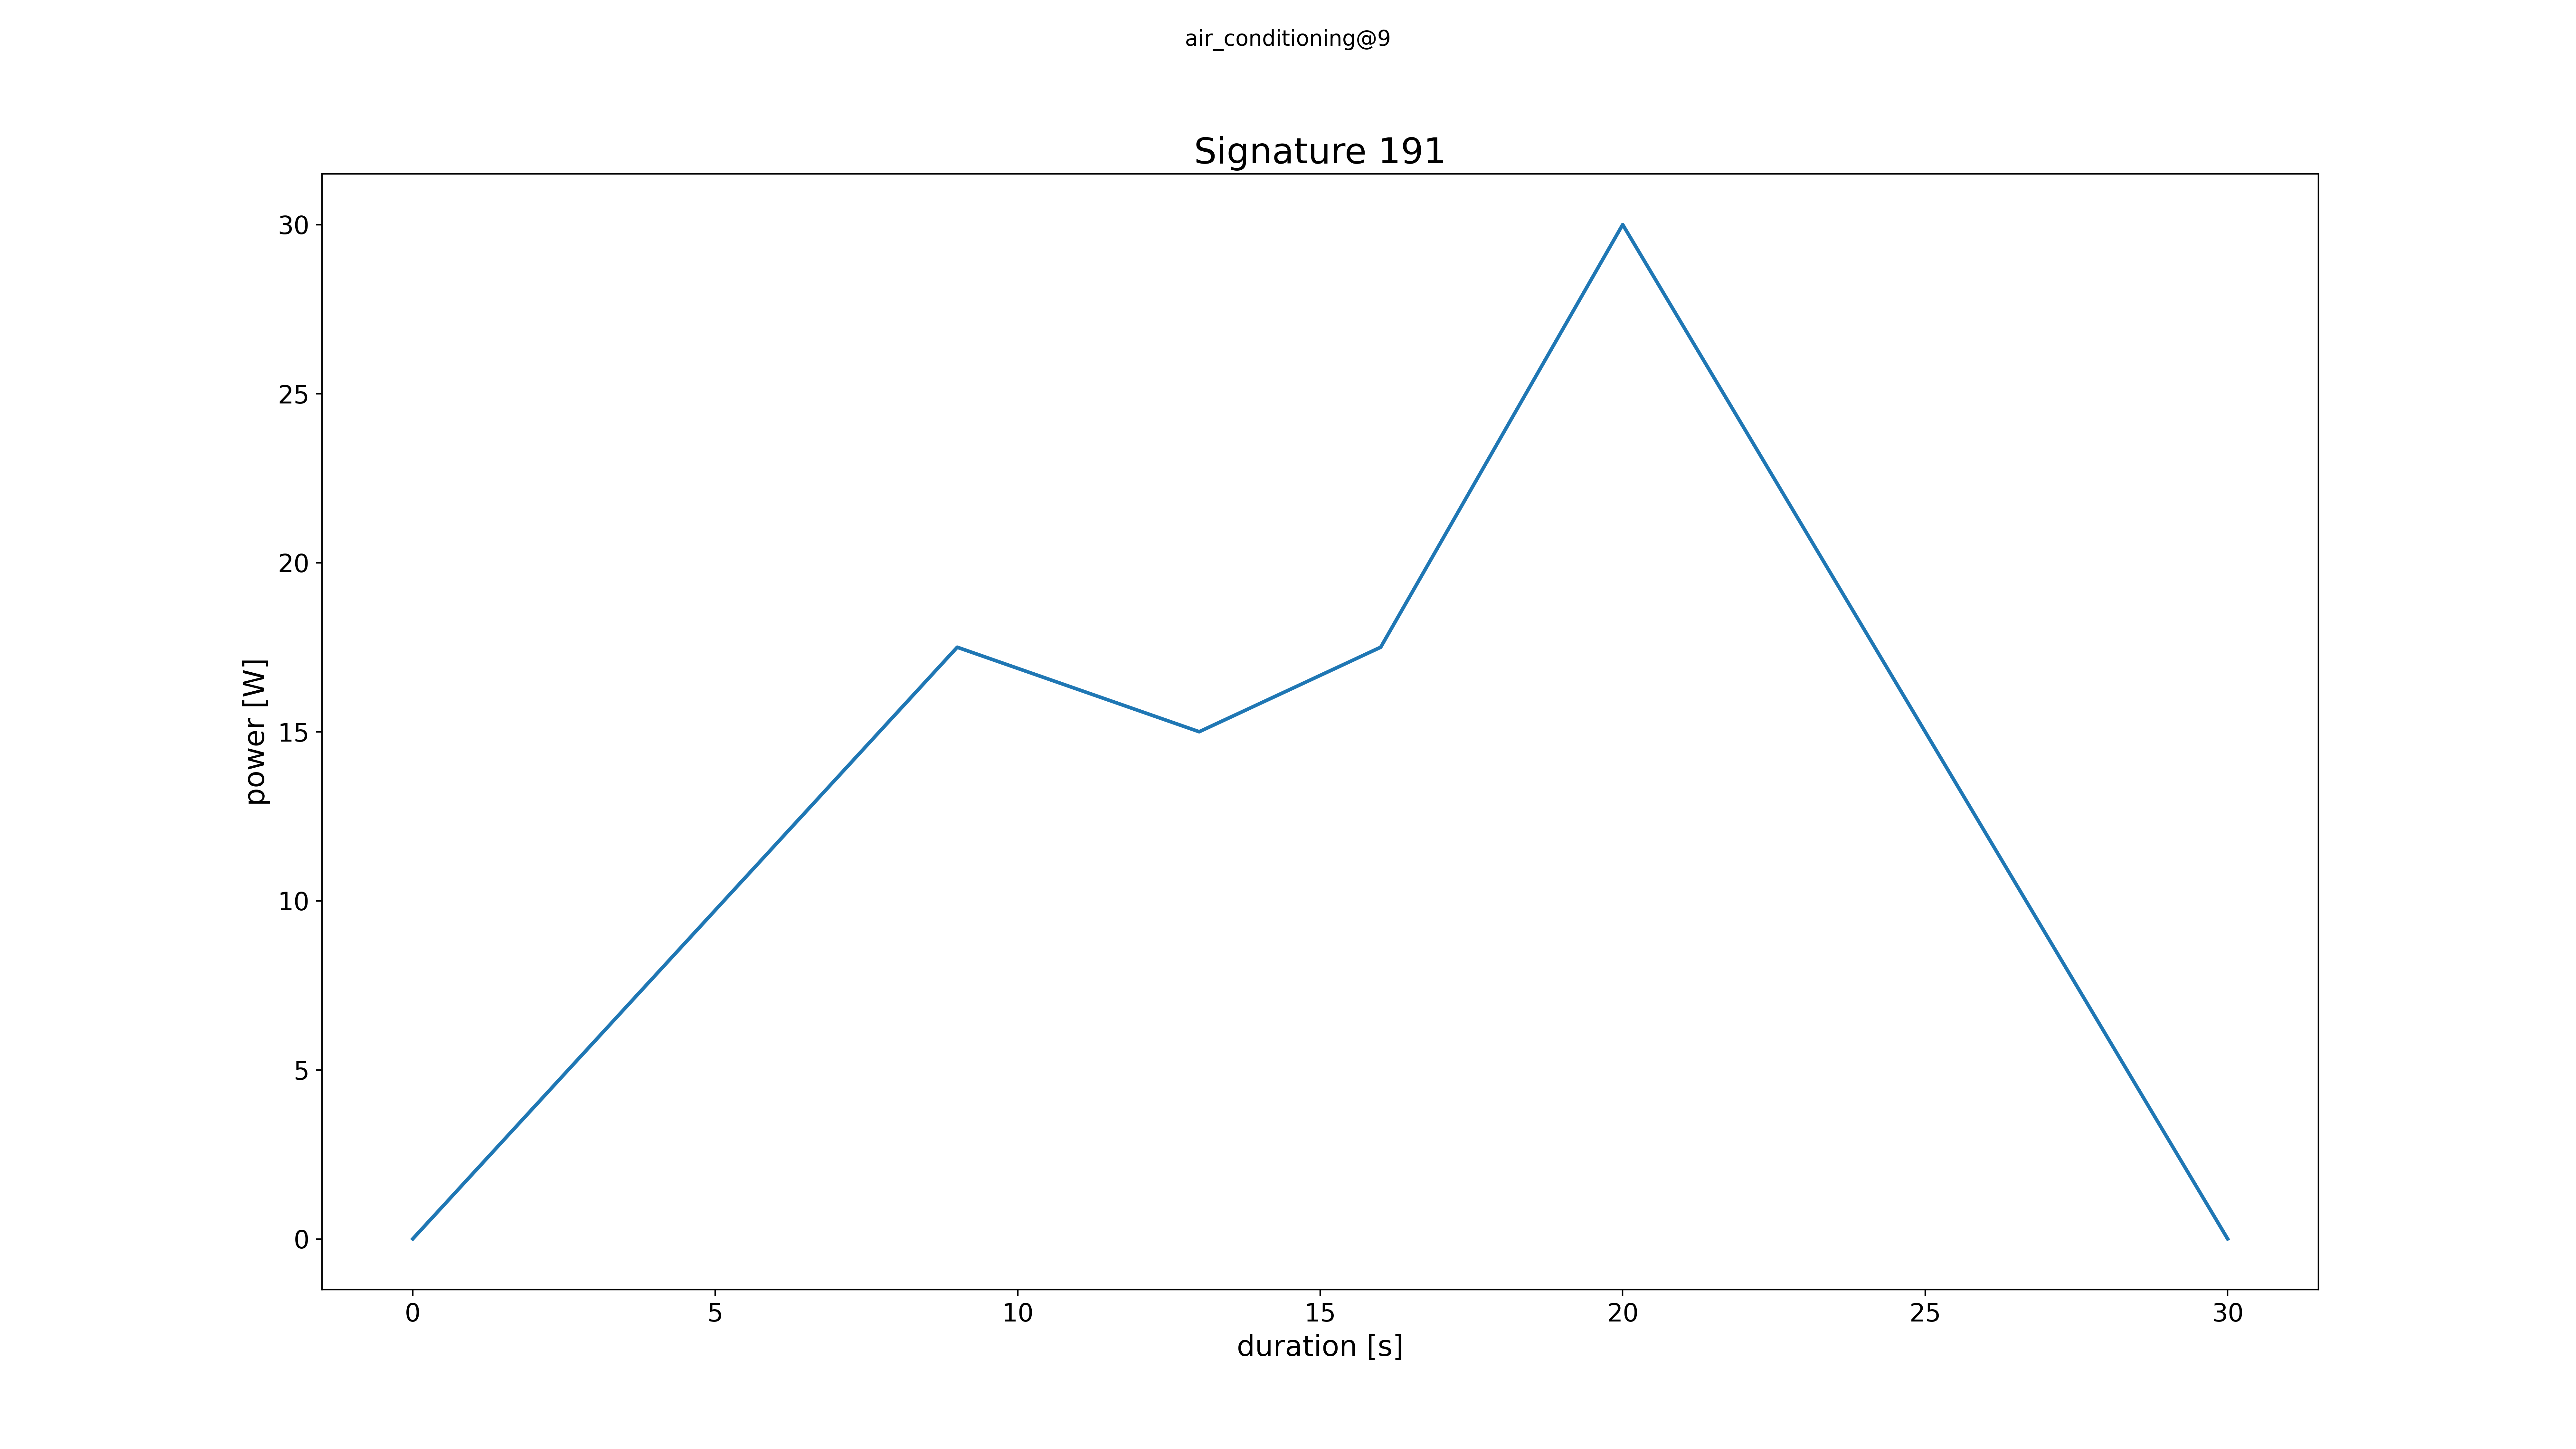 air_conditioning@9
Signature 191
30
25
20
15
10
5
0
power [W]
0 5 10 15 20 25 30
duration [s]